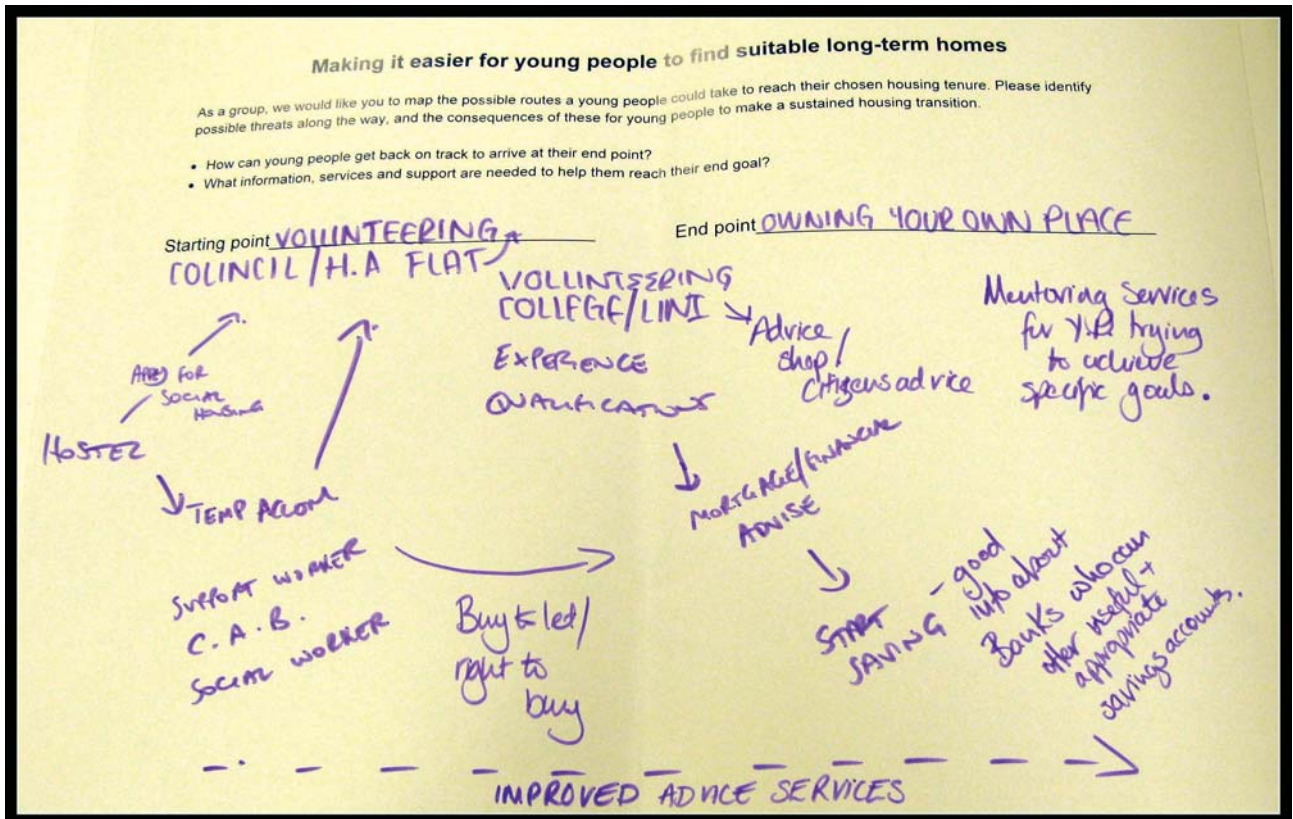 Making it easier for young people to find suitable long-term homes
As a group, we would like you to map the possible routes a young people could take to reach their chosen housing tenure. Please identify
possible threats along the way, and the consequences of these for young people to make a sustained housing transition.
• How can young people get back on track to arrive at their end point?
• What information, services and support are needed to help them reach their end goal?
Starting point VOLUNTEERING
COUNCIL/H.A FLAT
End point OWNING YOUR OWN PLACE
VOLUNTEERING
COLLEGE/UNI
EXPERIENCE
QUALIFICATIONS
Advice
shop/
Citizens advice
Mentoring Services
for Y.P. trying
to achieve
specific goals.
APPLY FOR
SOCIAL
HOUSING
HOSTEL
TEMP ACCOM
MORTGAGE/FINANCIAL
ADVISE
SUPPORT WORKER
C.A.B.
SOCIAL WORKER
Buy to let/
right to
buy
START
SAVING
– good
info about
Banks who can
offer useful +
appropriate
savings accounts.
IMPROVED ADVICE SERVICES